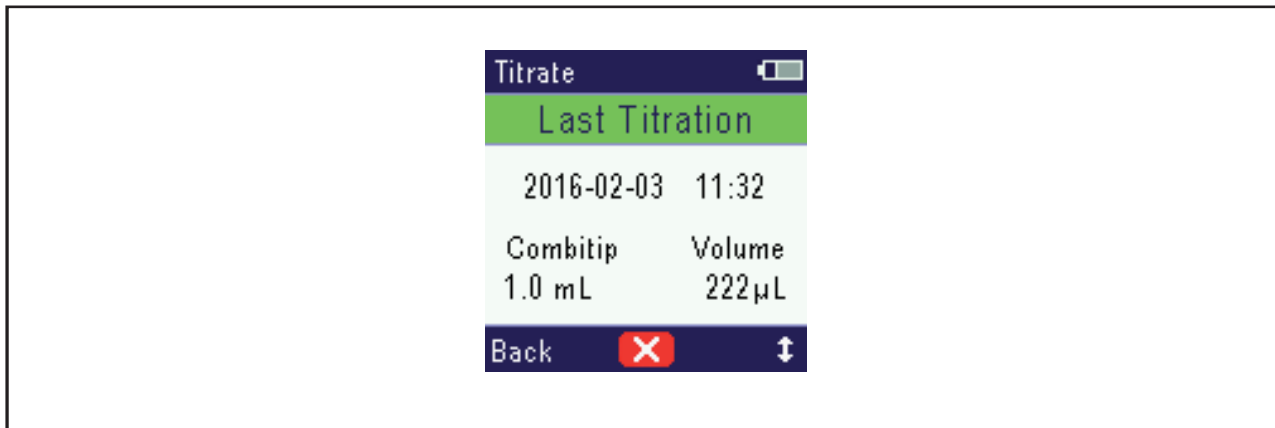 Titrate
Last Titration
2016-02-03 11:32
Combitip Volume
1.0 mL 222µL
Back